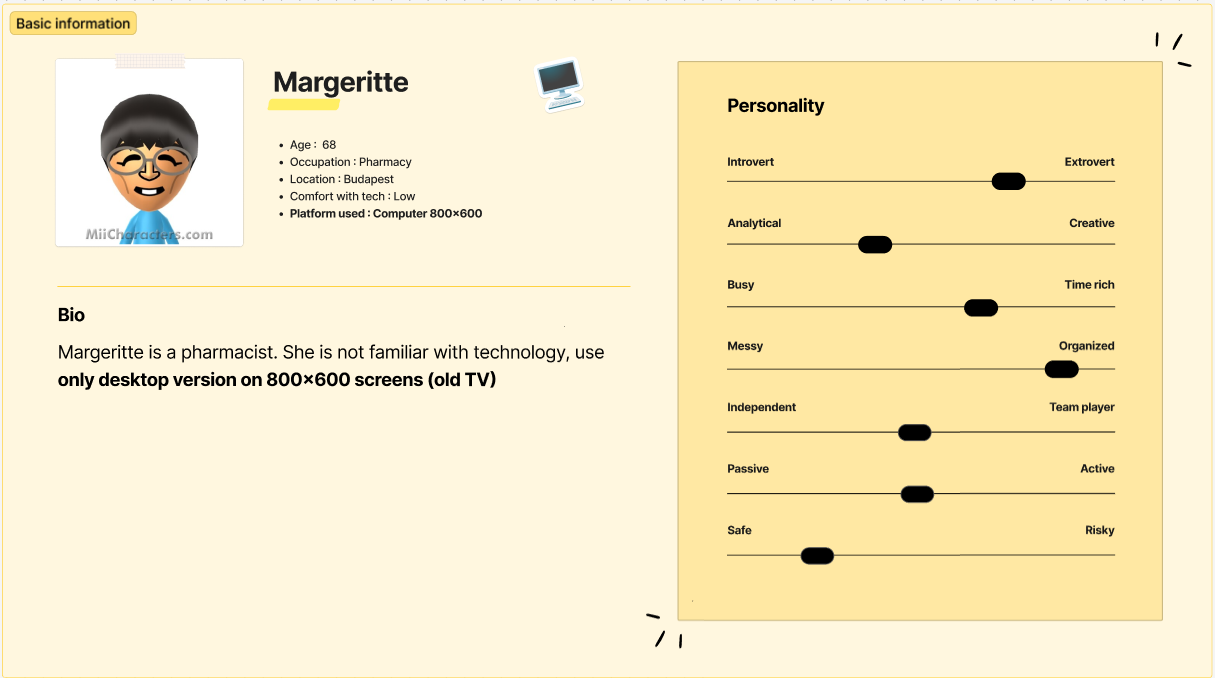 Basic information
Margeritte
MiiCharacters.com
• Age : 68
• Occupation : Pharmacy
• Location : Budapest
• Comfort with tech : Low
• Platform used : Computer 800×600
Bio
Margeritte is a pharmacist. She is not familiar with technology, use
only desktop version on 800×600 screens (old TV)
Personality
Introvert Extrovert
Analytical Creative
Busy Time rich
Messy Organized
Independent Team player
Passive Active
Safe Risky